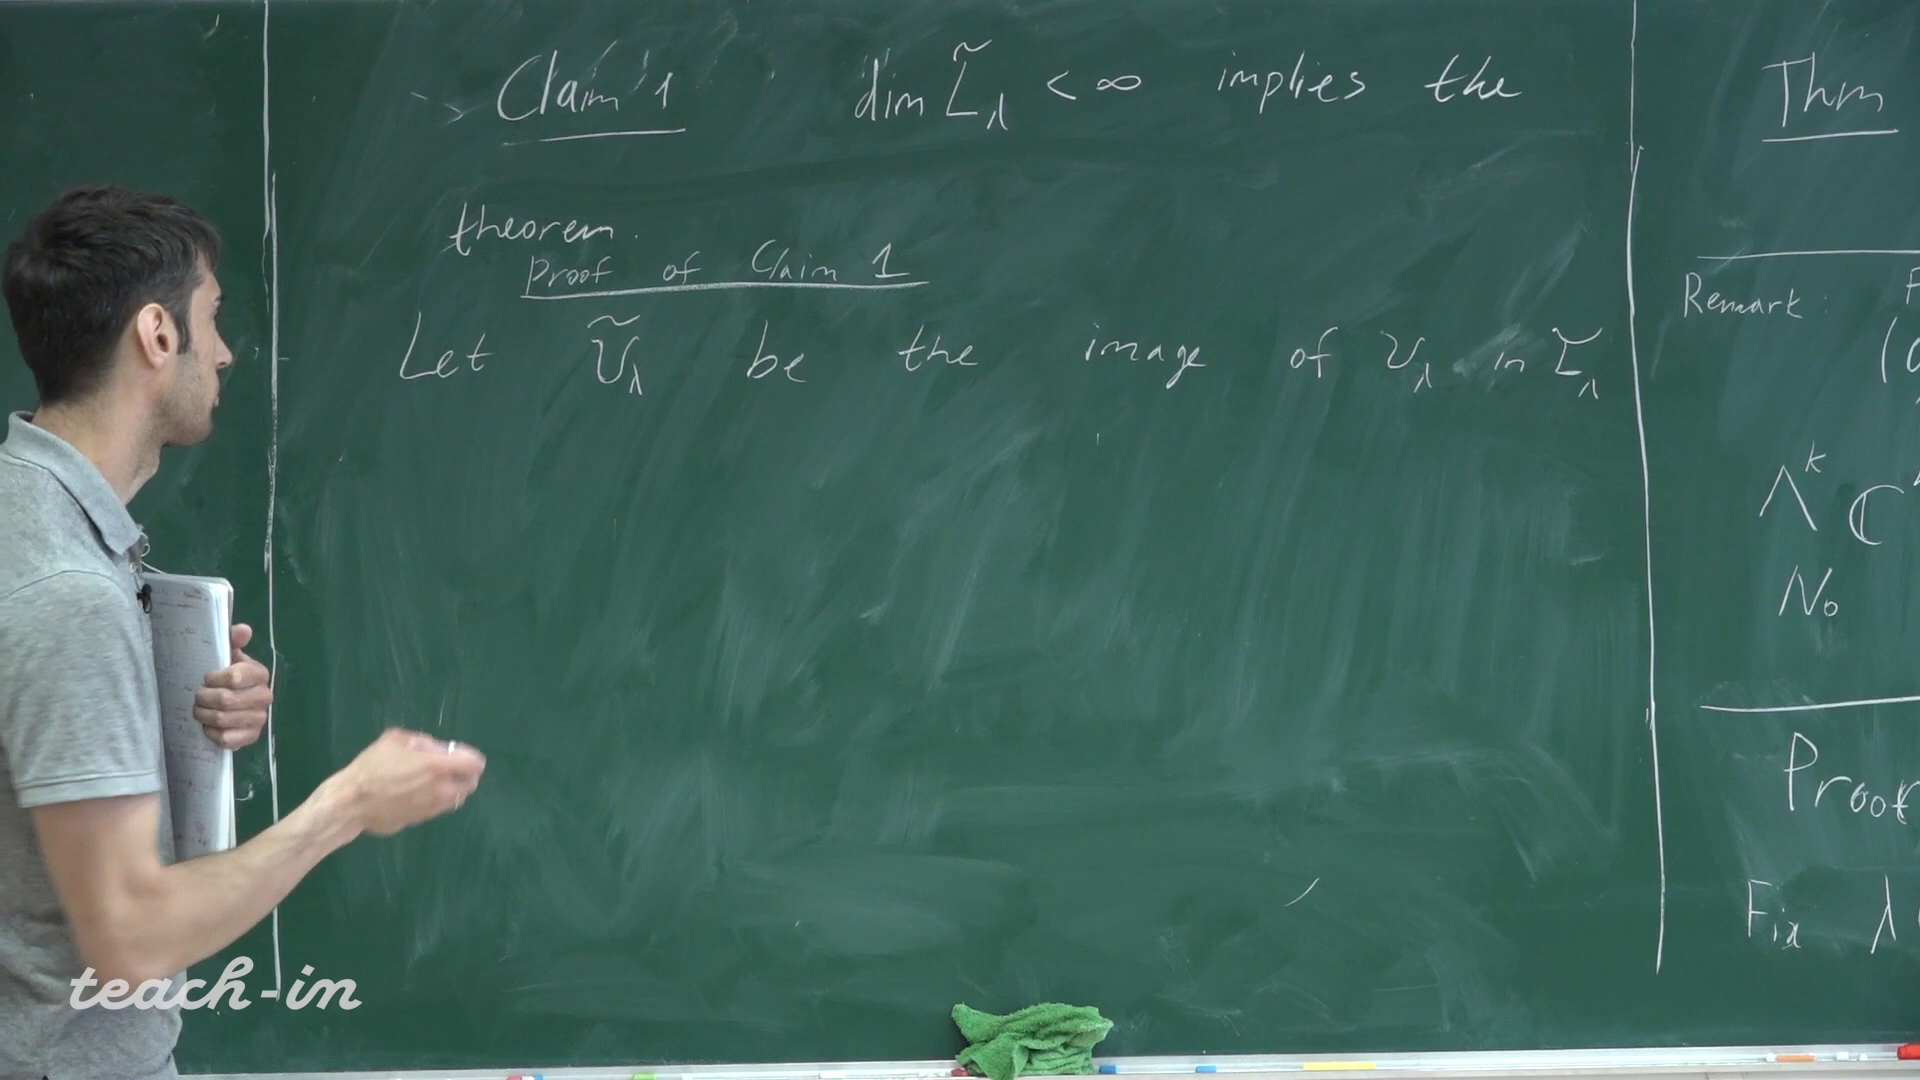 Claim 1 dim L̃_λ < ∞ implies the
theorem.
Proof of Claim 1
Let ṽ_λ be the image of v_λ in L̃_λ
Thm
Remark:
Λ^k ℂ
No
Proof
Fix λ
teach-in